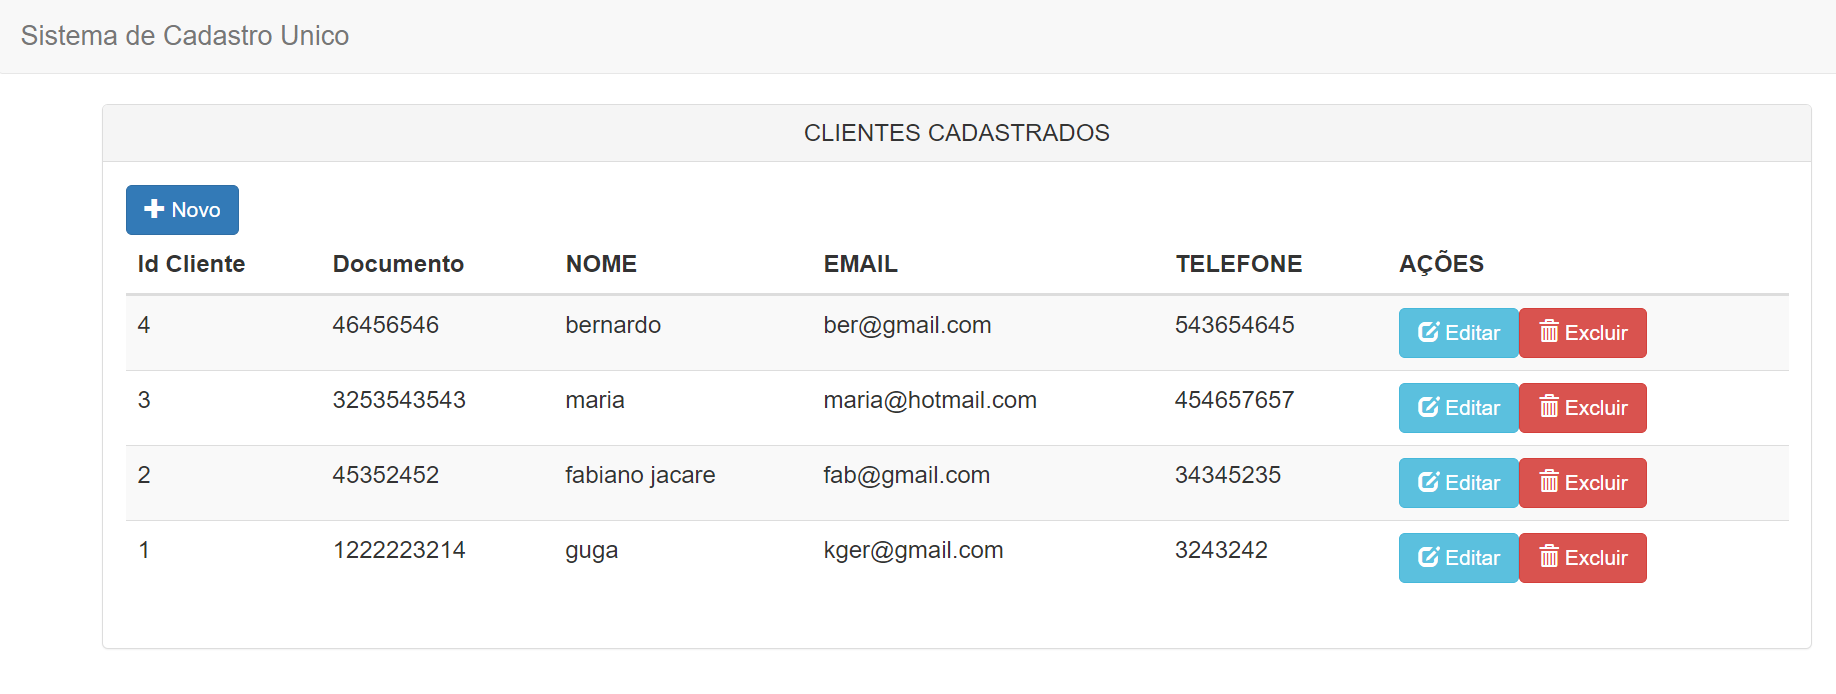 Sistema de Cadastro Unico
CLIENTES CADASTRADOS
Novo
Id Cliente Documento NOME EMAIL TELEFONE AÇÕES
4 46456546 bernardo ber@gmail.com 543654645 Editar Excluir
3 3253543543 maria maria@hotmail.com 454657657 Editar Excluir
2 45352452 fabiano jacare fab@gmail.com 34345235 Editar Excluir
1 1222223214 guga kger@gmail.com 3243242 Editar Excluir